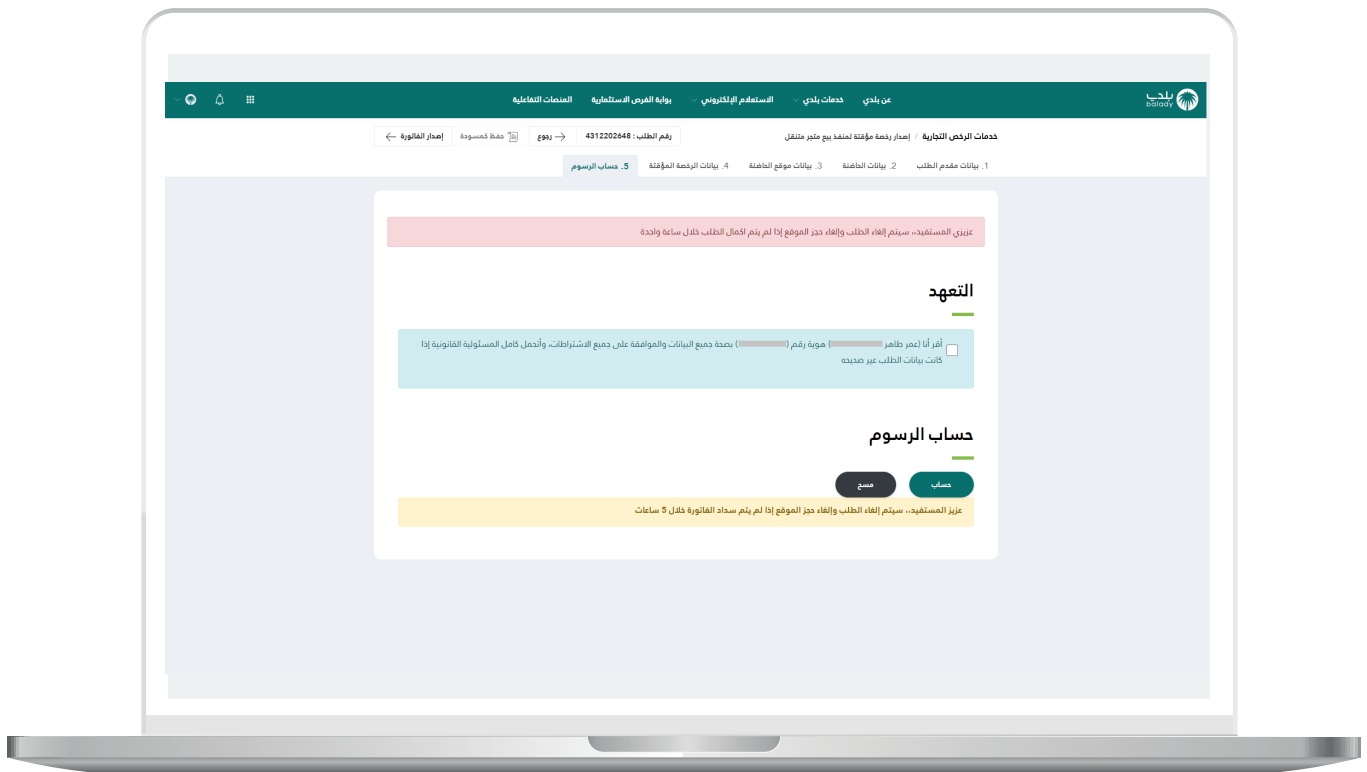 بلدي
balady
عن بلدي خدمات بلدي الاستعلام الإلكتروني بوابة الفرص الاستثمارية المنصات التفاعلية
خدمات الرخص التجارية / إصدار رخصة مؤقتة لمنفذ بيع متجر متنقل
رقم الطلب : 4312202648 رجوع حفظ كمسودة إصدار الفاتورة
1. بيانات مقدم الطلب 2. بيانات الحاضنة 3. بيانات موقع الحاضنة 4. بيانات الرخصة المؤقتة 5. حساب الرسوم
عزيزي المستفيد،، سيتم إلغاء الطلب وإلغاء حجز الموقع إذا لم يتم اكمال الطلب خلال ساعة واحدة
التعهد
أقر أنا (عمر طاهر ) هوية رقم ( ) بصحة جميع البيانات والموافقة على جميع الاشتراطات، وأتحمل كامل المسئولية القانونية إذا
كانت بيانات الطلب غير صحيحه
حساب الرسوم
حساب مسح
عزيز المستفيد،، سيتم إلغاء الطلب وإلغاء حجز الموقع إذا لم يتم سداد الفاتورة خلال 5 ساعات